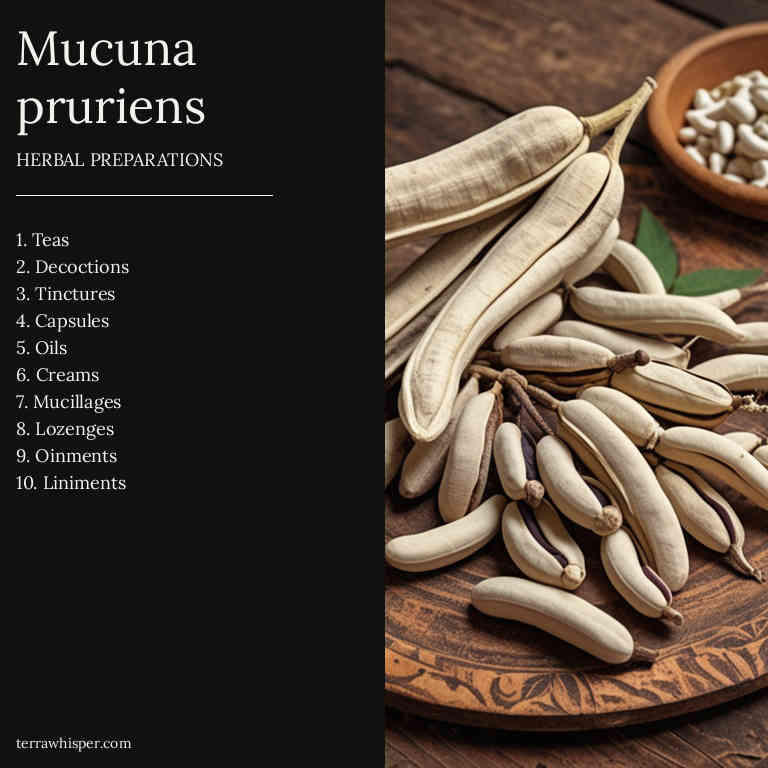 Mucuna
pruriens
HERBAL PREPARATIONS
1. Teas
2. Decoctions
3. Tinctures
4. Capsules
5. Oils
6. Creams
7. Mucillages
8. Lozenges
9. Oinments
10. Liniments
terrawhisper.com